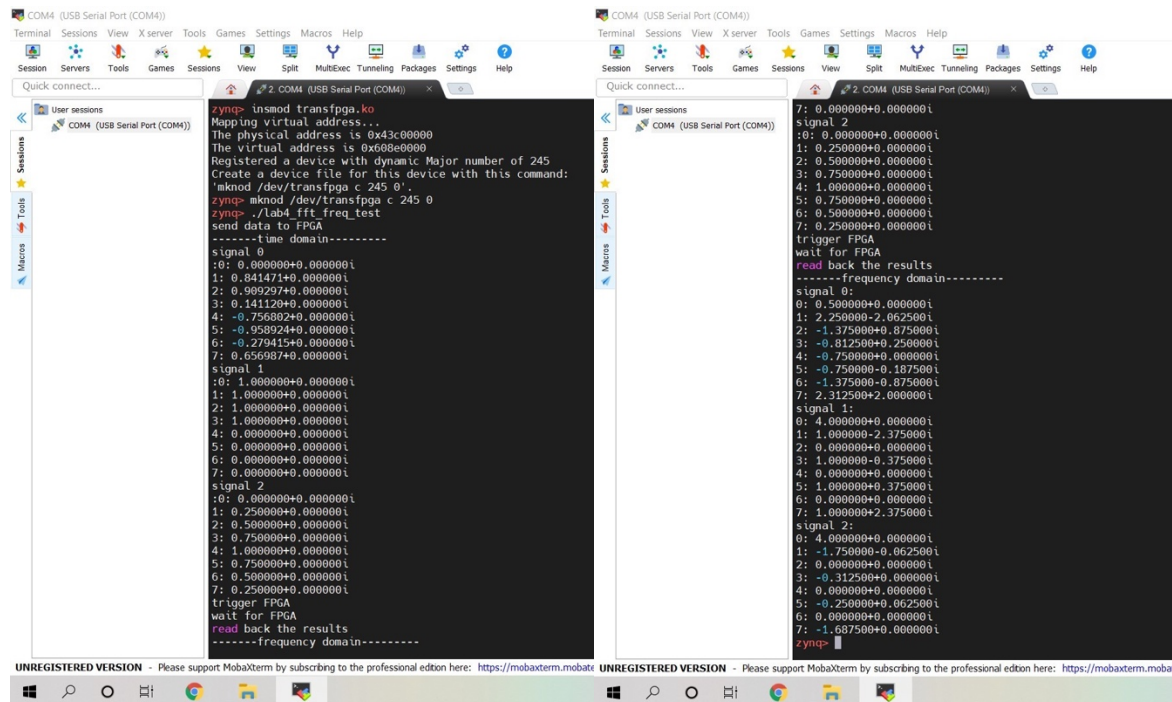 COM4 (USB Serial Port (COM4))
Terminal Sessions View X server Tools Games Settings Macros Help
Session Servers Tools Games Sessions View Split MultiExec Tunneling Packages Settings Help
Quick connect...
2. COM4 (USB Serial Port (COM4))
User sessions
COM4 (USB Serial Port (COM4))
Sessions
Tools
Macros
zynq> insmod transfpga.ko
Mapping virtual address...
The physical address is 0x43c00000
The virtual address is 0x608e0000
Registered a device with dynamic Major number of 245
Create a device file for this device with this command:
'mknod /dev/transfpga c 245 0'.
zynq> mknod /dev/transfpga c 245 0
zynq> ./lab4_fft_freq_test
send data to FPGA
-------time domain---------
signal 0
:0: 0.000000+0.000000i
1: 0.841471+0.000000i
2: 0.909297+0.000000i
3: 0.141120+0.000000i
4: -0.756802+0.000000i
5: -0.958924+0.000000i
6: -0.279415+0.000000i
7: 0.656987+0.000000i
signal 1
:0: 1.000000+0.000000i
1: 1.000000+0.000000i
2: 1.000000+0.000000i
3: 1.000000+0.000000i
4: 0.000000+0.000000i
5: 0.000000+0.000000i
6: 0.000000+0.000000i
7: 0.000000+0.000000i
signal 2
:0: 0.000000+0.000000i
1: 0.250000+0.000000i
2: 0.500000+0.000000i
3: 0.750000+0.000000i
4: 1.000000+0.000000i
5: 0.750000+0.000000i
6: 0.500000+0.000000i
7: 0.250000+0.000000i
trigger FPGA
wait for FPGA
read back the results
-------frequency domain---------
UNREGISTERED VERSION - Please support MobaXterm by subscribing to the professional edition here: https://mobaxterm.mobate
COM4 (USB Serial Port (COM4))
Terminal Sessions View X server Tools Games Settings Macros Help
Session Servers Tools Games Sessions View Split MultiExec Tunneling Packages Settings Help
Quick connect...
2. COM4 (USB Serial Port (COM4))
User sessions
COM4 (USB Serial Port (COM4))
Sessions
Tools
Macros
7: 0.000000+0.000000i
signal 2
:0: 0.000000+0.000000i
1: 0.250000+0.000000i
2: 0.500000+0.000000i
3: 0.750000+0.000000i
4: 1.000000+0.000000i
5: 0.750000+0.000000i
6: 0.500000+0.000000i
7: 0.250000+0.000000i
trigger FPGA
wait for FPGA
read back the results
-------frequency domain---------
signal 0:
0: 0.500000+0.000000i
1: 2.250000-2.062500i
2: -1.375000+0.875000i
3: -0.812500+0.250000i
4: -0.750000+0.000000i
5: -0.750000-0.187500i
6: -1.375000-0.875000i
7: 2.312500+2.000000i
signal 1:
0: 4.000000+0.000000i
1: 1.000000-2.375000i
2: 0.000000+0.000000i
3: 1.000000-0.375000i
4: 0.000000+0.000000i
5: 1.000000+0.375000i
6: 0.000000+0.000000i
7: 1.000000+2.375000i
signal 2:
0: 4.000000+0.000000i
1: -1.750000-0.062500i
2: 0.000000+0.000000i
3: -0.312500+0.000000i
4: 0.000000+0.000000i
5: -0.250000+0.062500i
6: 0.000000+0.000000i
7: -1.687500+0.000000i
zynq>
UNREGISTERED VERSION - Please support MobaXterm by subscribing to the professional edition here: https://mobaxterm.moba